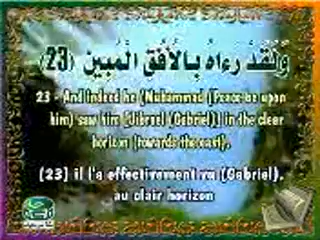 وَلَقَدْ رَءَاهُ بِالْأُفُقِ الْمُبِينِ (23)
23 - And indeed he (Muhammad (Peace be upon
him) saw him (Jibrael (Gabriel)) in the clear
horizon (towards the east).
(23) il l'a effectivement vu (Gabriel),
au clair horizon